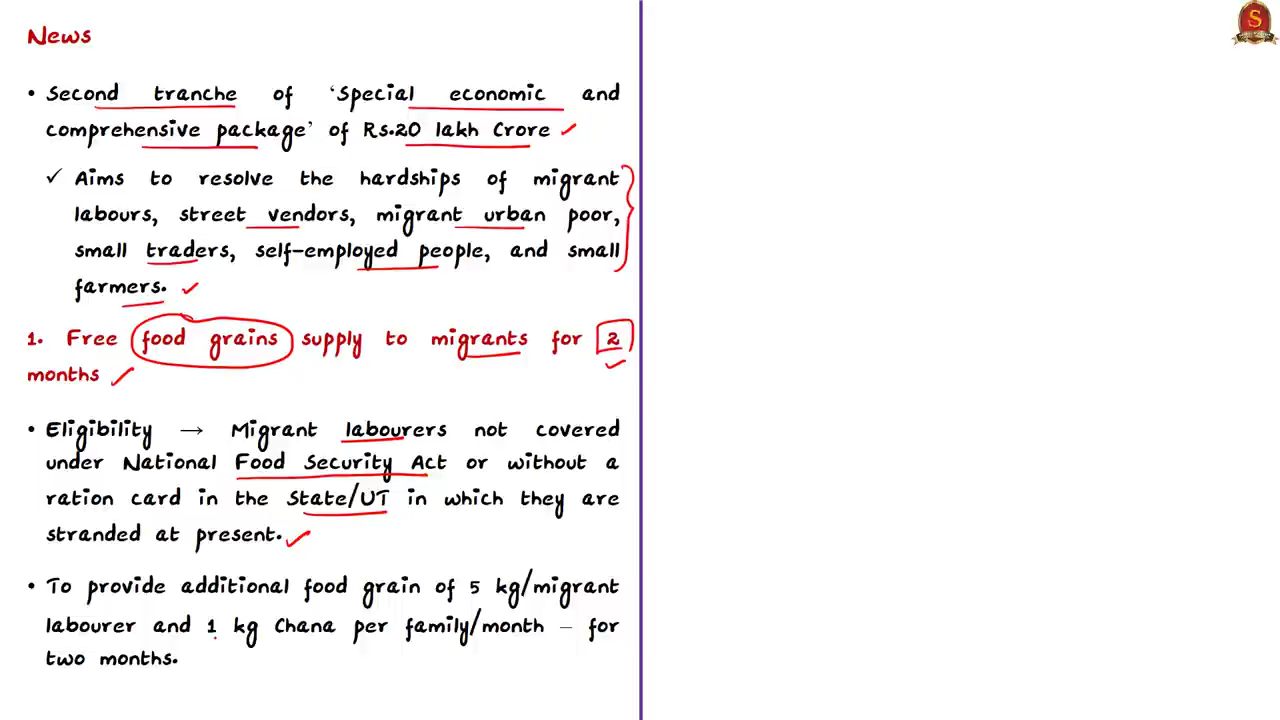 News
• Second tranche of ‘Special economic and
comprehensive package’ of Rs.20 lakh Crore
✓ Aims to resolve the hardships of migrant
labours, street vendors, migrant urban poor,
small traders, self-employed people, and small
farmers.
1. Free food grains supply to migrants for 2
months
• Eligibility → Migrant labourers not covered
under National Food Security Act or without a
ration card in the State/UT in which they are
stranded at present.
• To provide additional food grain of 5 kg/migrant
labourer and 1 kg Chana per family/month – for
two months.
S